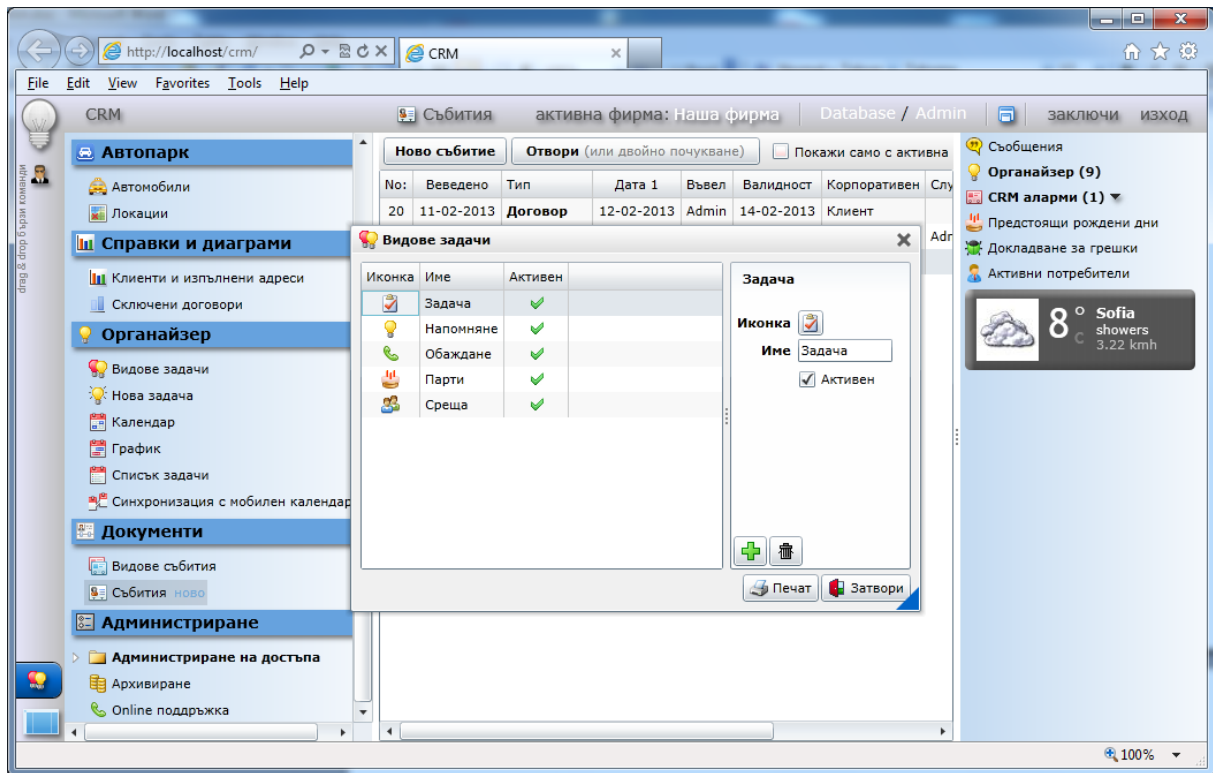 http://localhost/crm/
CRM
File Edit View Favorites Tools Help
CRM
Събития
активна фирма: Наша фирма
Database / Admin
заключи
изход
drag & drop бързи команди
Автопарк
Автомобили
Локации
Справки и диаграми
Клиенти и изпълнени адреси
Сключени договори
Органайзер
Видове задачи
Нова задача
Календар
График
Списък задачи
Синхронизация с мобилен календар
Документи
Видове събития
Събития ново
Администриране
Администриране на достъпа
Архивиране
Online поддръжка
Ново събитие
Отвори (или двойно почукване)
Покажи само с активна
No: Веведено Тип Дата 1 Въвел Валидност Корпоративен Слу
20 11-02-2013 Договор 12-02-2013 Admin 14-02-2013 Клиент
Adr
Видове задачи
Иконка Име Активен
Задача
Напомняне
Обаждане
Парти
Среща
Задача
Иконка
Име Задача
Активен
Печат
Затвори
Съобщения
Органайзер (9)
CRM аларми (1)
Предстоящи рождени дни
Докладване за грешки
Активни потребители
8 ° C
Sofia
showers
3.22 kmh
100%